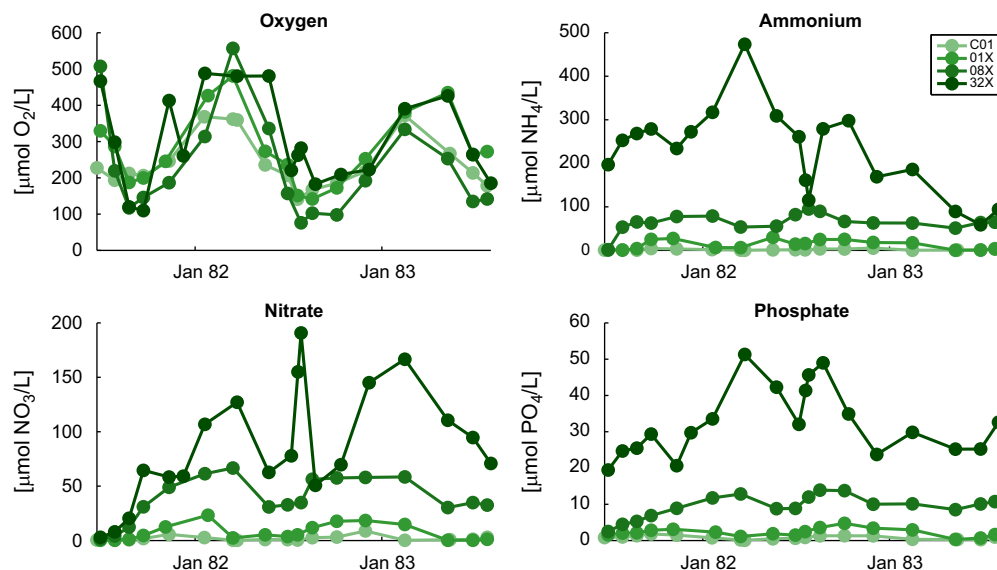 Oxygen
[μmol O2/L]
600
500
400
300
200
100
0
Jan 82
Jan 83
Ammonium
[μmol NH4/L]
500
400
300
200
100
0
Jan 82
Jan 83
C01
01X
08X
32X
Nitrate
[μmol NO3/L]
200
150
100
50
0
Jan 82
Jan 83
Phosphate
[μmol PO4/L]
60
50
40
30
20
10
0
Jan 82
Jan 83